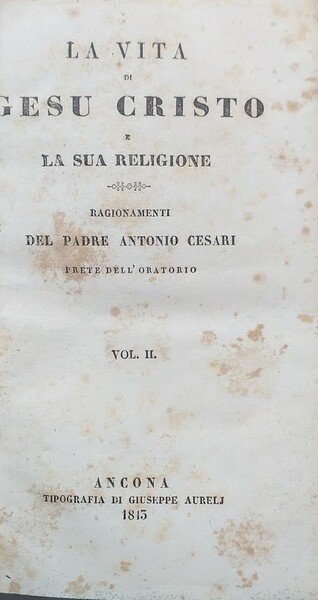 LA VITA
DI
GESU CRISTO
E
LA SUA RELIGIONE
RAGIONAMENTI
DEL PADRE ANTONIO CESARI
PRETE DELL'ORATORIO
VOL. II.
ANCONA
TIPOGRAFIA DI GIUSEPPE AURELJ
1843